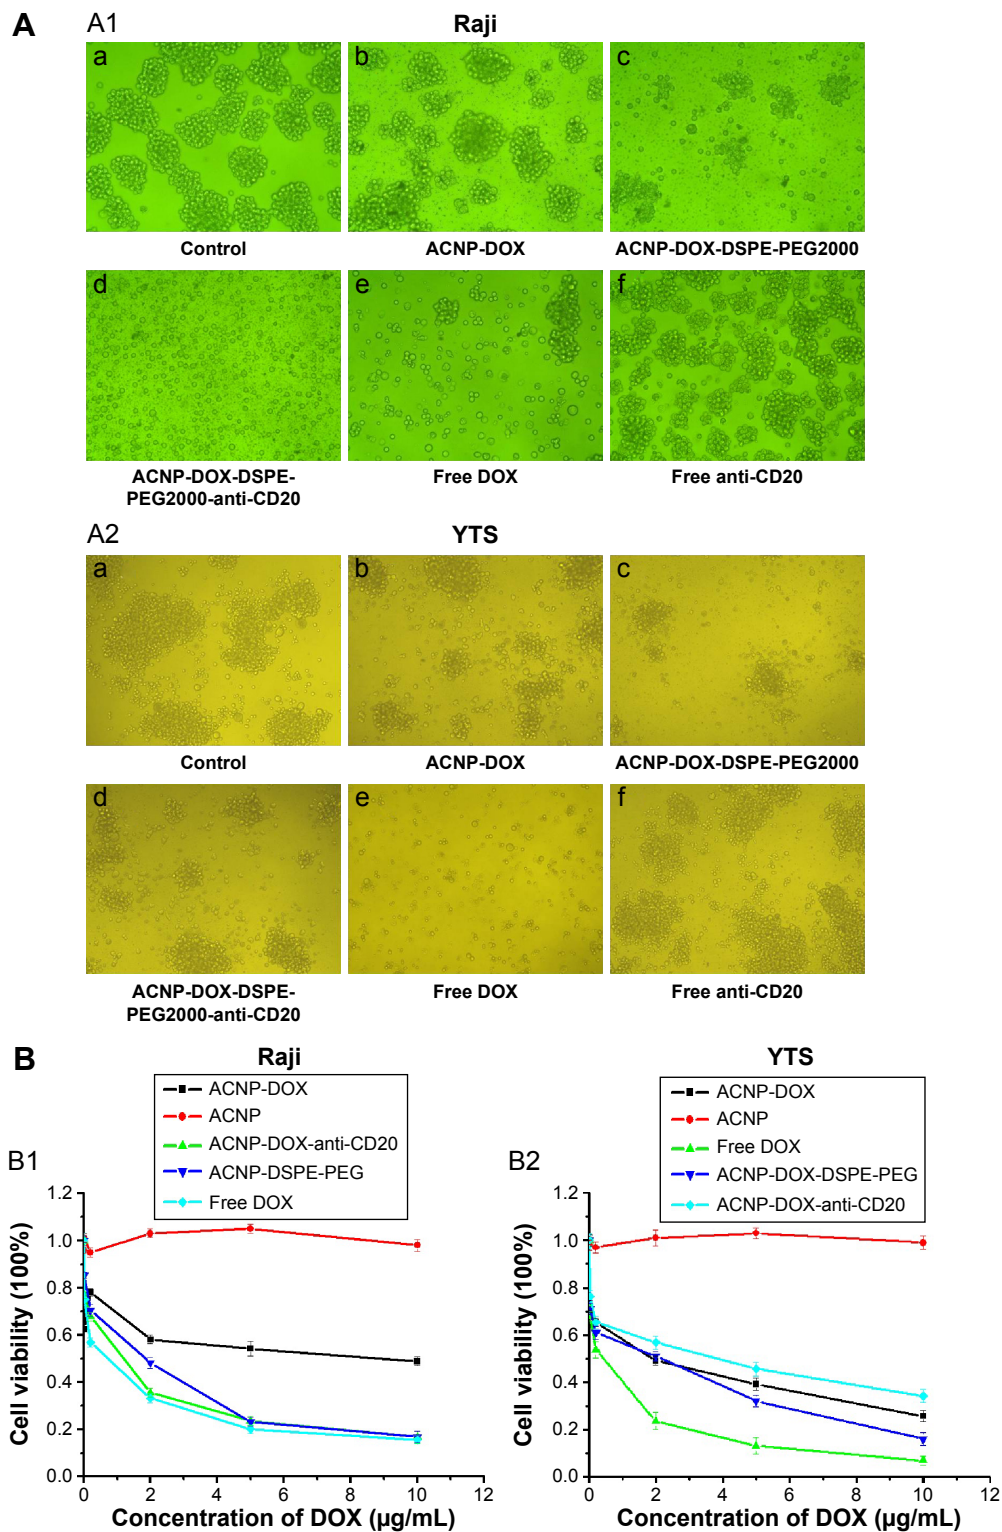 A
A1
Raji
a
b
c
Control
ACNP-DOX
ACNP-DOX-DSPE-PEG2000
d
e
f
ACNP-DOX-DSPE-
PEG2000-anti-CD20
Free DOX
Free anti-CD20
A2
YTS
a
b
c
Control
ACNP-DOX
ACNP-DOX-DSPE-PEG2000
d
e
f
ACNP-DOX-DSPE-
PEG2000-anti-CD20
Free DOX
Free anti-CD20
B
Raji
ACNP-DOX
ACNP
ACNP-DOX-anti-CD20
ACNP-DSPE-PEG
Free DOX
B1
1.2
1.0
0.8
0.6
0.4
0.2
0.0
Cell viability (100%)
0 2 4 6 8 10 12
Concentration of DOX (µg/mL)
YTS
ACNP-DOX
ACNP
Free DOX
ACNP-DOX-DSPE-PEG
ACNP-DOX-anti-CD20
B2
1.2
1.0
0.8
0.6
0.4
0.2
0.0
Cell viability (100%)
0 2 4 6 8 10 12
Concentration of DOX (µg/mL)